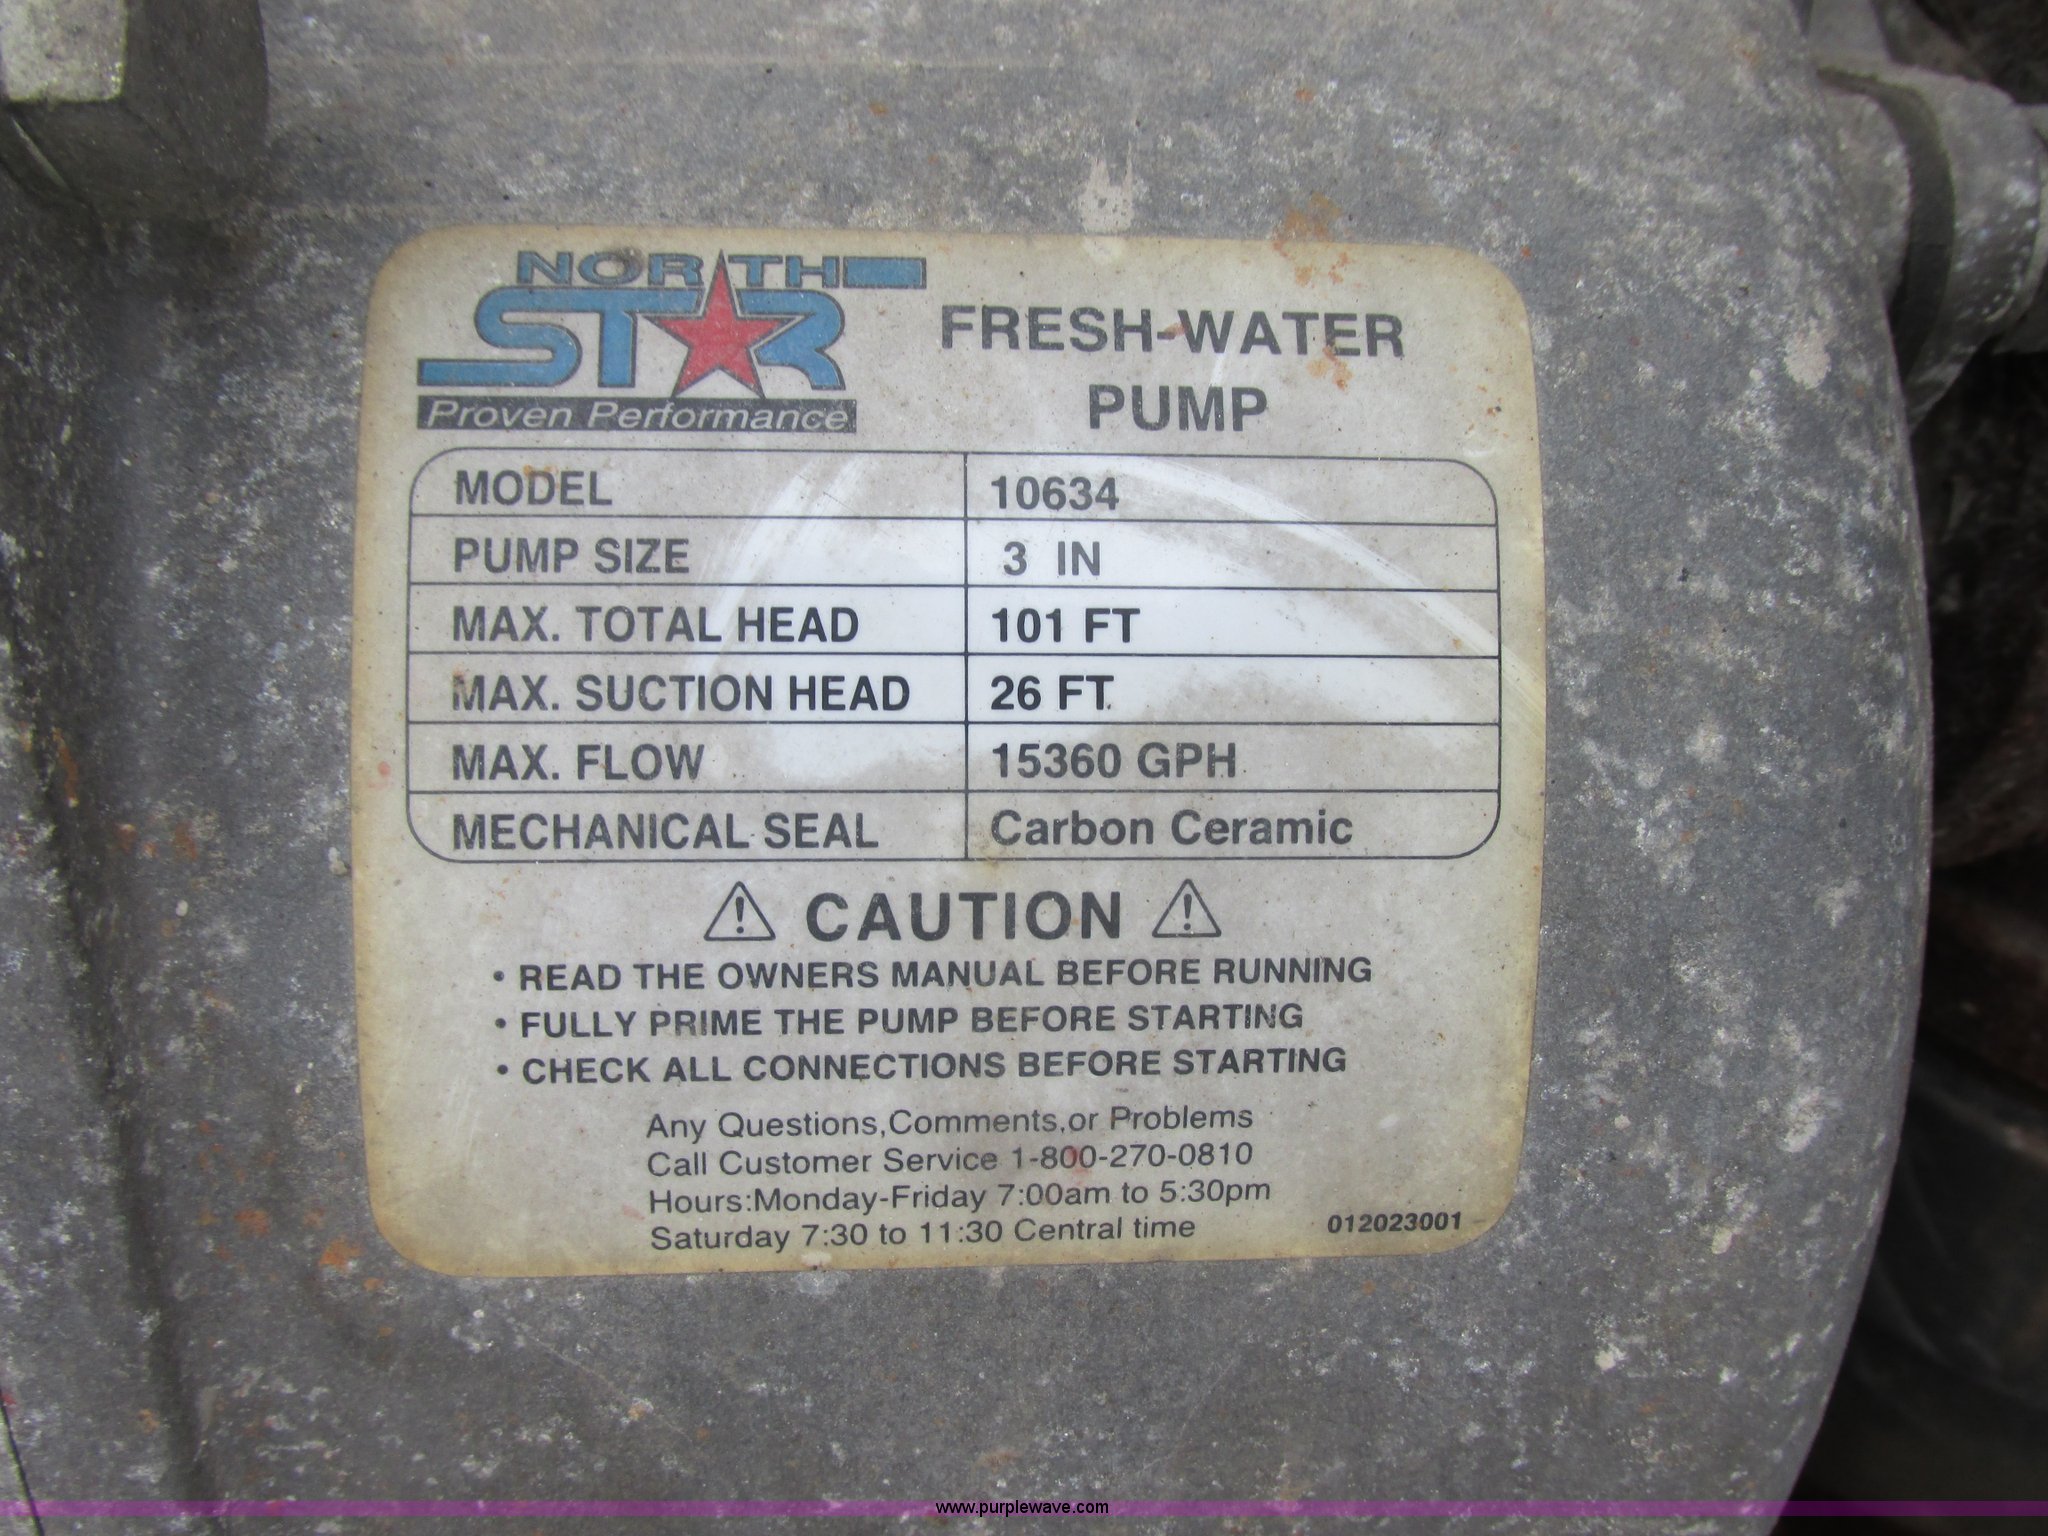 NORTH
STAR
Proven Performance
FRESH-WATER
PUMP
MODEL 10634
PUMP SIZE 3 IN
MAX. TOTAL HEAD 101 FT
MAX. SUCTION HEAD 26 FT
MAX. FLOW 15360 GPH
MECHANICAL SEAL Carbon Ceramic
CAUTION
• READ THE OWNERS MANUAL BEFORE RUNNING
• FULLY PRIME THE PUMP BEFORE STARTING
• CHECK ALL CONNECTIONS BEFORE STARTING
Any Questions,Comments,or Problems
Call Customer Service 1-800-270-0810
Hours:Monday-Friday 7:00am to 5:30pm
Saturday 7:30 to 11:30 Central time
012023001
www.purplewave.com